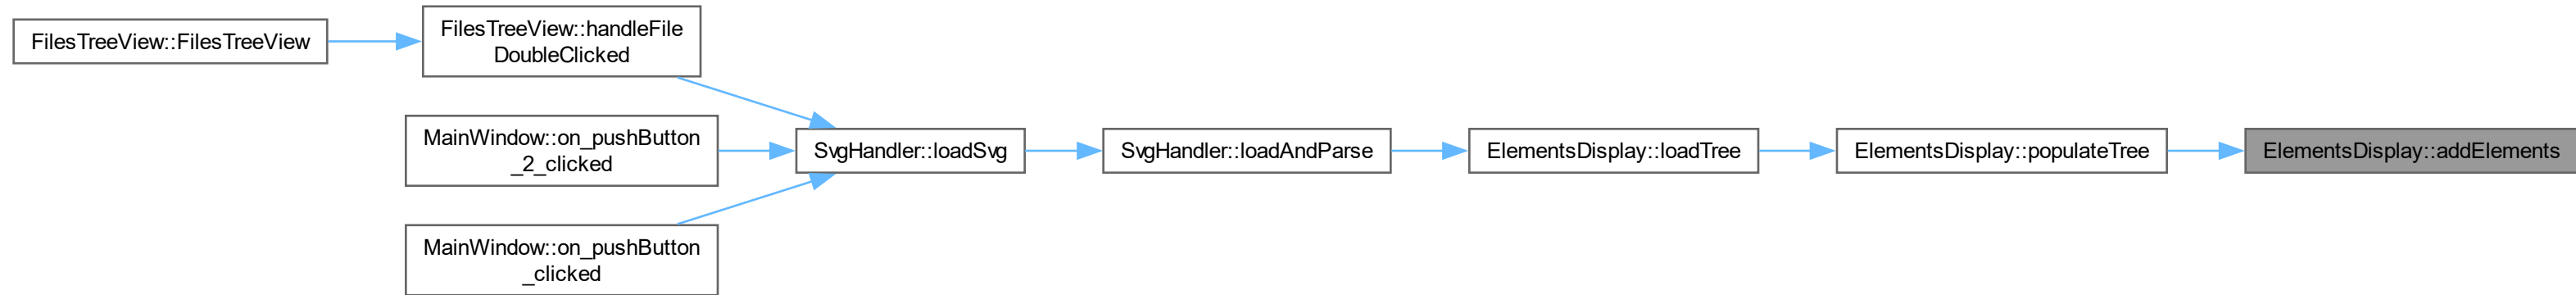 FilesTreeView::FilesTreeView
FilesTreeView::handleFile
DoubleClicked
MainWindow::on_pushButton
_2_clicked
MainWindow::on_pushButton
_clicked
SvgHandler::loadSvg
SvgHandler::loadAndParse
ElementsDisplay::loadTree
ElementsDisplay::populateTree
ElementsDisplay::addElements